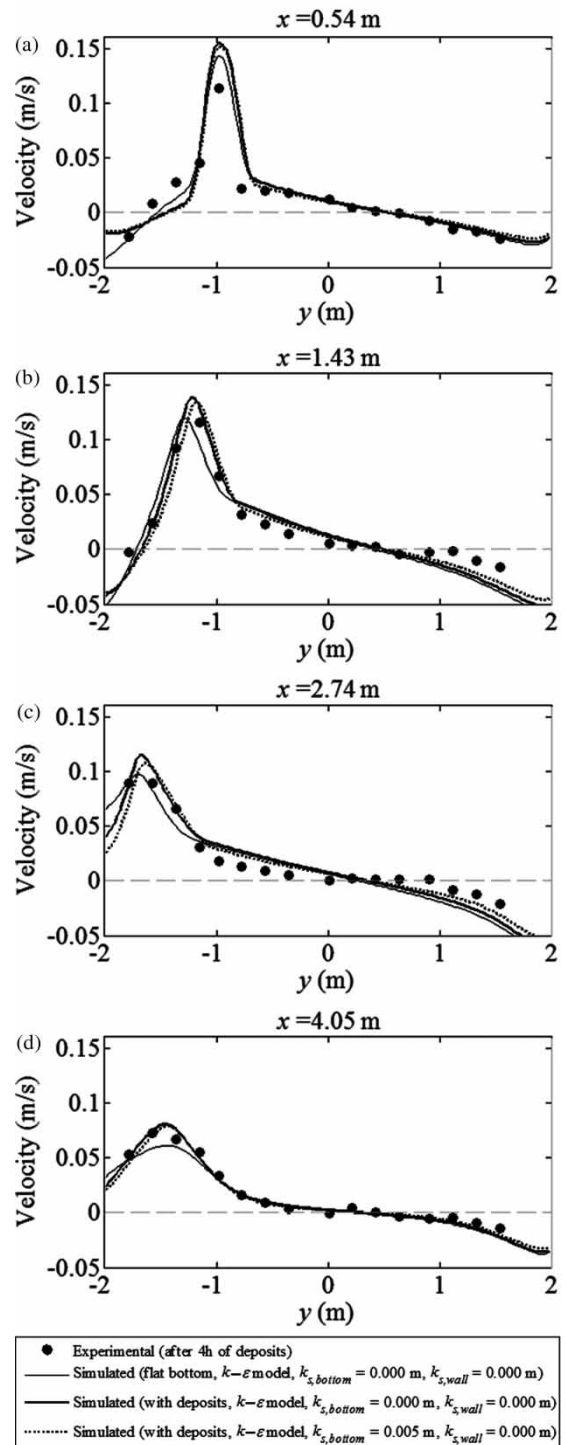 x = 0.54 m
(a)
Velocity (m/s)
0.15
0.1
0.05
0
-0.05
-2 -1 0 1 2
y (m)
x = 1.43 m
(b)
Velocity (m/s)
0.15
0.1
0.05
0
-0.05
-2 -1 0 1 2
y (m)
x = 2.74 m
(c)
Velocity (m/s)
0.15
0.1
0.05
0
-0.05
-2 -1 0 1 2
y (m)
x = 4.05 m
(d)
Velocity (m/s)
0.15
0.1
0.05
0
-0.05
-2 -1 0 1 2
y (m)
Experimental (after 4h of deposits)
Simulated (flat bottom, k–ε model, ks,bottom = 0.000 m, ks,wall = 0.000 m)
Simulated (with deposits, k–ε model, ks,bottom = 0.000 m, ks,wall = 0.000 m)
Simulated (with deposits, k–ε model, ks,bottom = 0.005 m, ks,wall = 0.000 m)